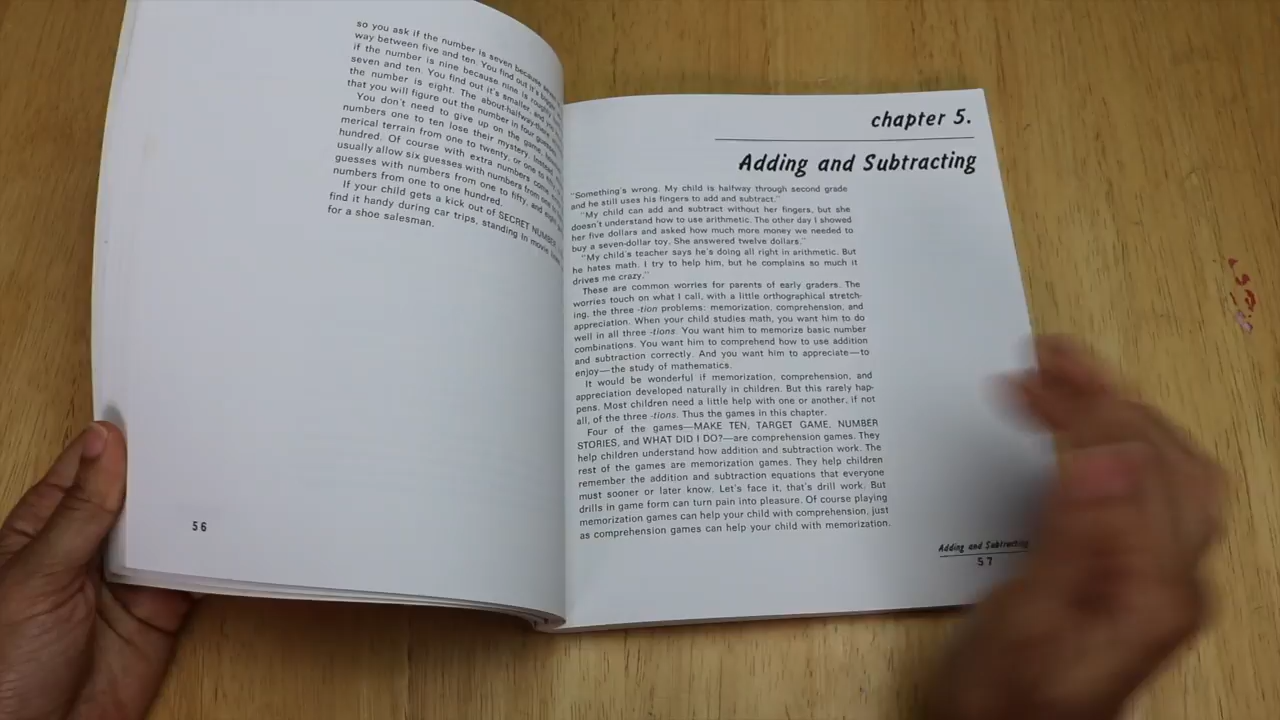 so you ask if the number is seven because
way between five and ten. You find out it's
if the number is nine because nine is roughly
seven and ten. You find out it's smaller, and you
the number is eight. The about-halfway-there
that you will figure out the number in four guesses
You don't need to give up on the game
numbers one to ten lose their mystery. Instead
merical terrain from one to twenty, or one to
hundred. Of course with extra numbers come
usually allow six guesses with numbers from one
guesses with numbers from one to fifty, and eight
numbers from one to one hundred.
If your child gets a kick out of SECRET NUMBER
find it handy during car trips, standing in movie
for a shoe salesman.
56
chapter 5.
Adding and Subtracting
"Something's wrong. My child is halfway through second grade
and he still uses his fingers to add and subtract."
"My child can add and subtract without her fingers, but she
doesn't understand how to use arithmetic. The other day I showed
her five dollars and asked how much more money we needed to
buy a seven-dollar toy. She answered twelve dollars."
"My child's teacher says he's doing all right in arithmetic. But
he hates math. I try to help him, but he complains so much it
drives me crazy."
These are common worries for parents of early graders. The
worries touch on what I call, with a little orthographical stretch-
ing, the three -tion problems: memorization, comprehension, and
appreciation. When your child studies math, you want him to do
well in all three -tions. You want him to memorize basic number
combinations. You want him to comprehend how to use addition
and subtraction correctly. And you want him to appreciate—to
enjoy—the study of mathematics.
It would be wonderful if memorization, comprehension, and
appreciation developed naturally in children. But this rarely hap-
pens. Most children need a little help with one or another, if not
all, of the three -tions. Thus the games in this chapter.
Four of the games—MAKE TEN, TARGET GAME, NUMBER
STORIES, and WHAT DID I DO?—are comprehension games. They
help children understand how addition and subtraction work. The
rest of the games are memorization games. They help children
remember the addition and subtraction equations that everyone
must sooner or later know. Let's face it, that's drill work. But
drills in game form can turn pain into pleasure. Of course playing
memorization games can help your child with comprehension, just
as comprehension games can help your child with memorization.
Adding and Subtracting
57